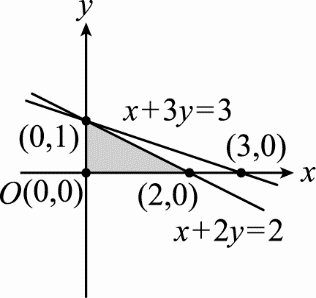 y
x+3y=3
(0,1)
(3,0)
x
O(0,0)
(2,0)
x+2y=2